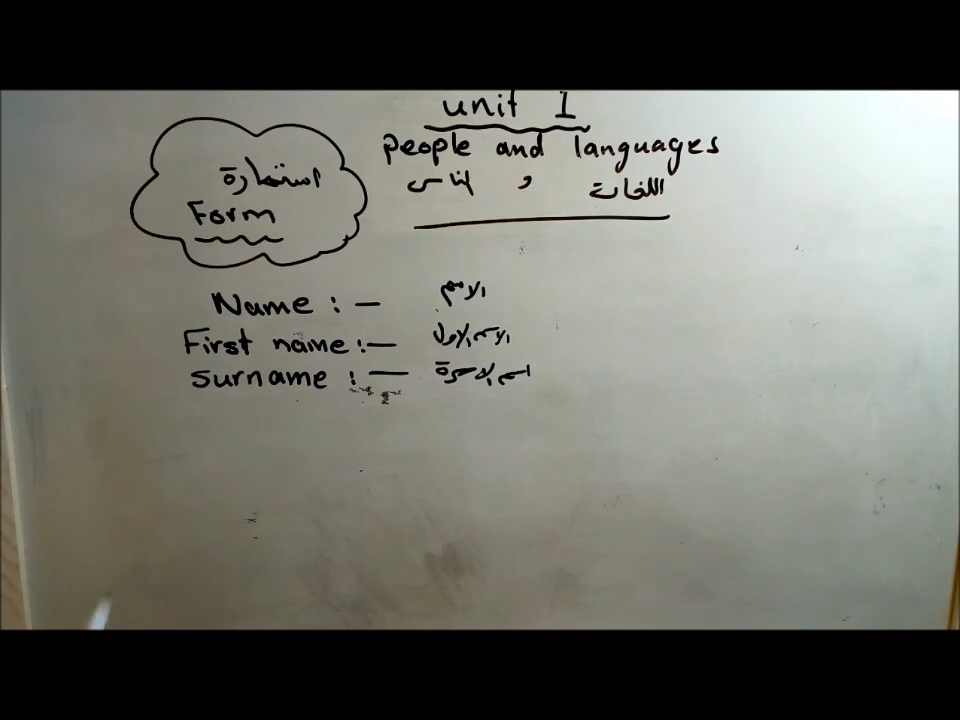 unit 1
people and languages
الناس و اللغات
استمارة
Form
Name : — الاسم
First name :— الاسم الاول
Surname : — اسم الاسرة